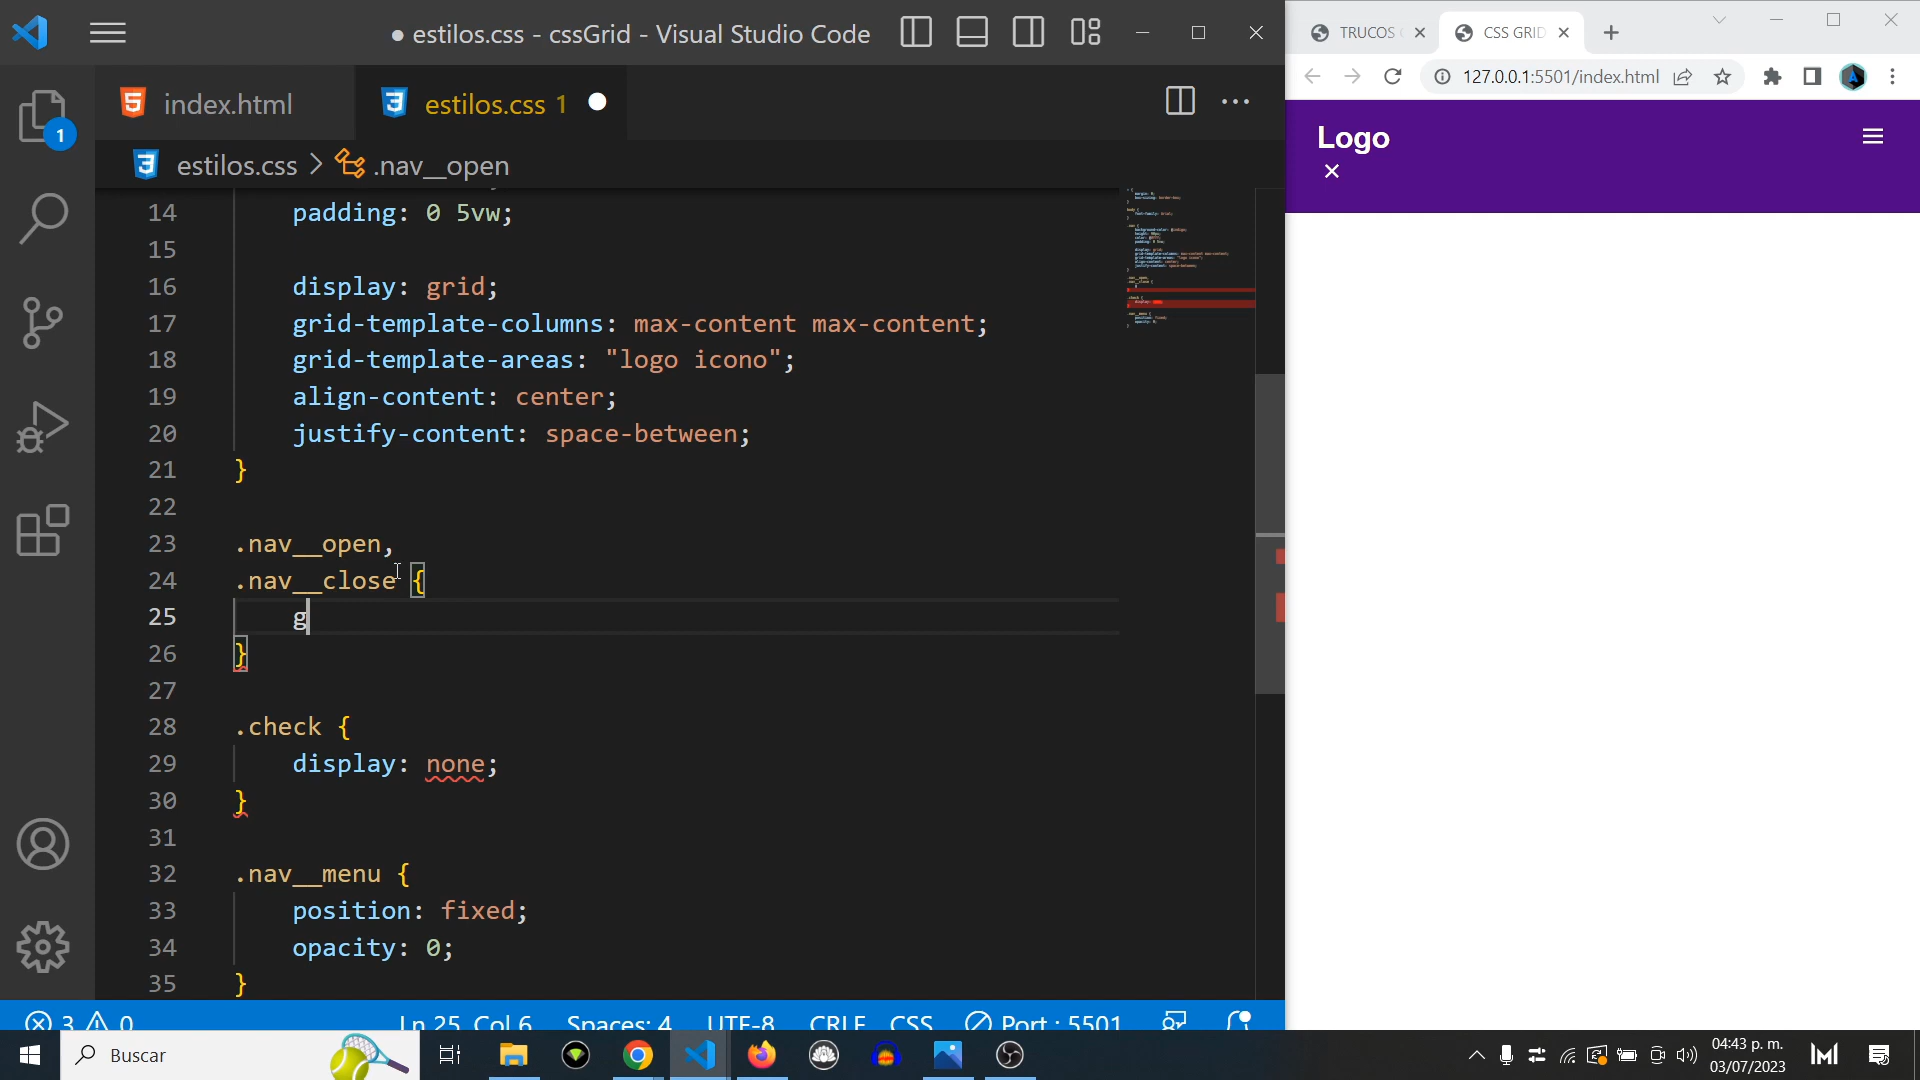 estilos.css - cssGrid - Visual Studio Code
index.html
estilos.css 1
estilos.css > .nav__open
1
14 padding: 0 5vw;
15
16 display: grid;
17 grid-template-columns: max-content max-content;
18 grid-template-areas: "logo icono";
19 align-content: center;
20 justify-content: space-between;
21 }
22
23 .nav__open,
24 .nav__close {
25 g
26 }
27
28 .check {
29 display: none;
30 }
31
32 .nav__menu {
33 position: fixed;
34 opacity: 0;
35 }
3 0 Ln 25, Col 6 Spaces: 4 UTF-8 CRLF CSS Port : 5501
TRUCOS
CSS GRID
127.0.0.1:5501/index.html
Logo
Buscar
04:43 p. m.
03/07/2023